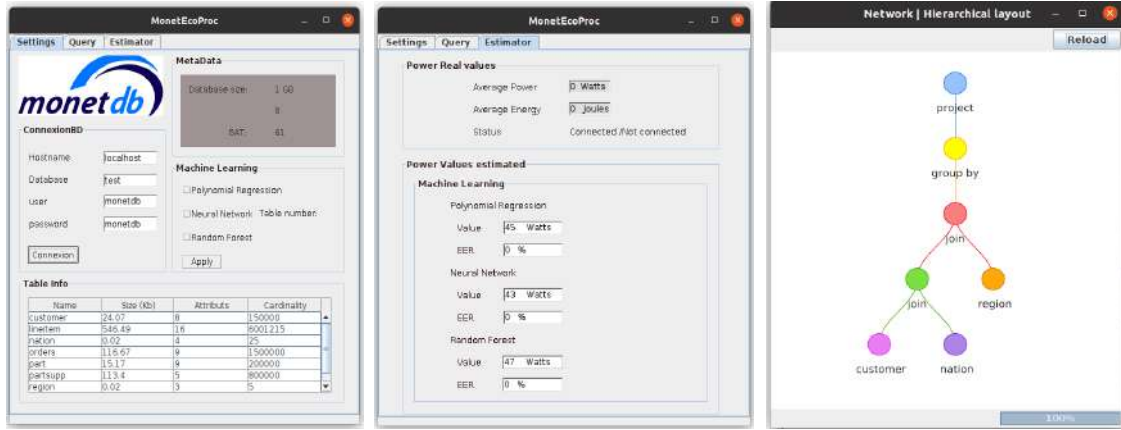 MonetEcoProc
Settings Query Estimator
monetdb
MetaData
Database size: 1 GB
8
SAT: 61
ConnexionBD
Hostname localhost
Database test
user monetdb
password monetdb
Connexion
Machine Learning
Polynomial Regression
Neural Network Table number:
Random Forest
Apply
Table Info
Name Size (Kb) Attributs Cardinality
customer 24.07 8 150000
lineitem 546.49 16 6001215
nation 0.02 4 25
orders 116.67 9 1500000
part 15.17 9 200000
partsupp 113.4 5 800000
region 0.02 3 5
MonetEcoProc
Settings Query Estimator
Power Real values
Average Power 0 Watts
Average Energy 0 Joules
Status Connected /Not connected
Power Values estimated
Machine Learning
Polynomial Regression
Value 45 Watts
EER 0 %
Neural Network
Value 43 Watts
EER 0 %
Random Forest
Value 47 Watts
EER 0 %
Network | Hierarchical layout
Reload
project
group by
join
join
region
customer
nation
100%